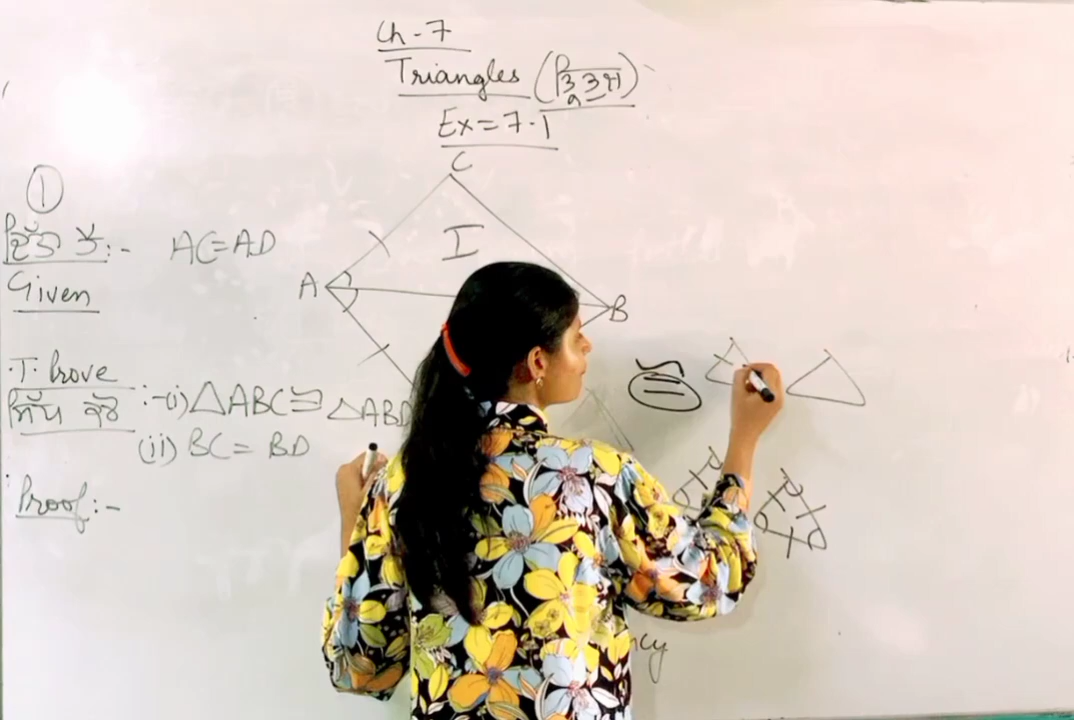 Ch-7
Triangles (ਤ੍ਰਿਭੁਜ)
Ex = 7.1
①
ਦਿੱਤਾ ਹੈ :- AC=AD
Given
T. Prove
:-(i) △ABC ≅ △ABD
(ii) BC = BD
Proof:-
C
I
A
B
≅